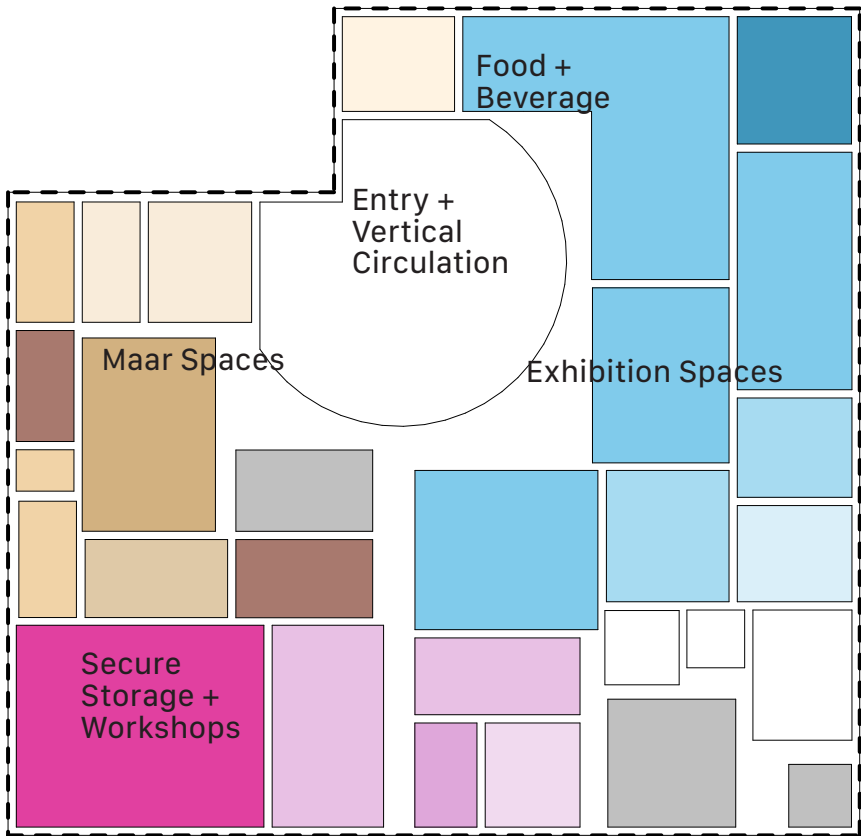 Food +
Beverage
Entry +
Vertical
Circulation
Maar Spaces
Exhibition Spaces
Secure
Storage +
Workshops